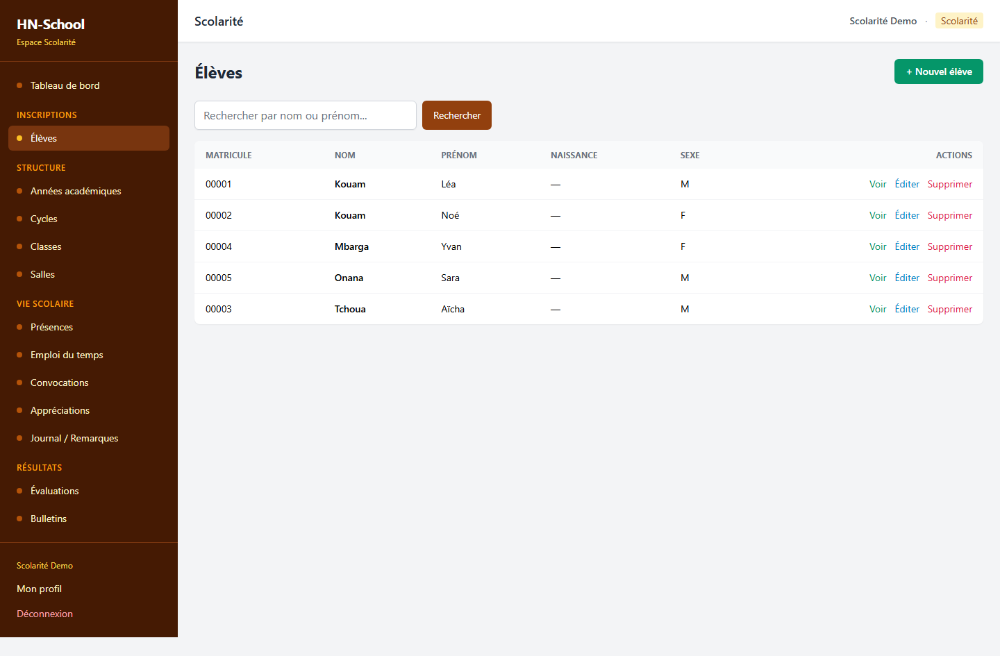 HN-School
Espace Scolarité
Tableau de bord
INSCRIPTIONS
Élèves
STRUCTURE
Années académiques
Cycles
Classes
Salles
VIE SCOLAIRE
Présences
Emploi du temps
Convocations
Appréciations
Journal / Remarques
RÉSULTATS
Évaluations
Bulletins
Scolarité Demo
Mon profil
Déconnexion
Scolarité
Scolarité Demo · Scolarité
Élèves
+ Nouvel élève
Rechercher par nom ou prénom...
Rechercher
MATRICULE NOM PRÉNOM NAISSANCE SEXE ACTIONS
00001 Kouam Léa — M Voir Éditer Supprimer
00002 Kouam Noé — F Voir Éditer Supprimer
00004 Mbarga Yvan — F Voir Éditer Supprimer
00005 Onana Sara — M Voir Éditer Supprimer
00003 Tchoua Aïcha — M Voir Éditer Supprimer